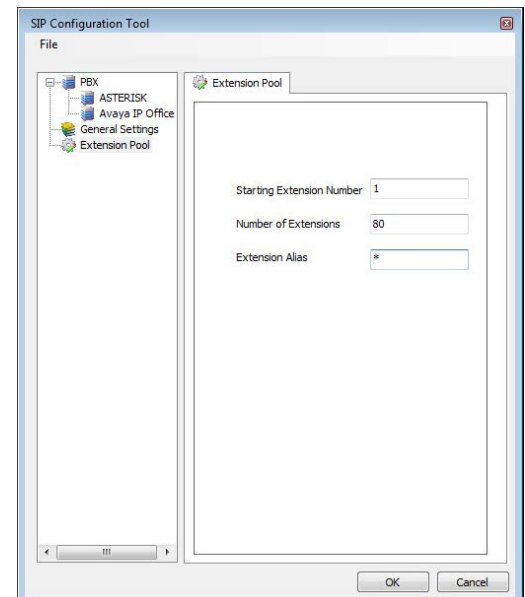 SIP Configuration Tool
File
PBX
ASTERISK
Avaya IP Office
General Settings
Extension Pool
Extension Pool
Starting Extension Number 1
Number of Extensions 80
Extension Alias *
OK Cancel